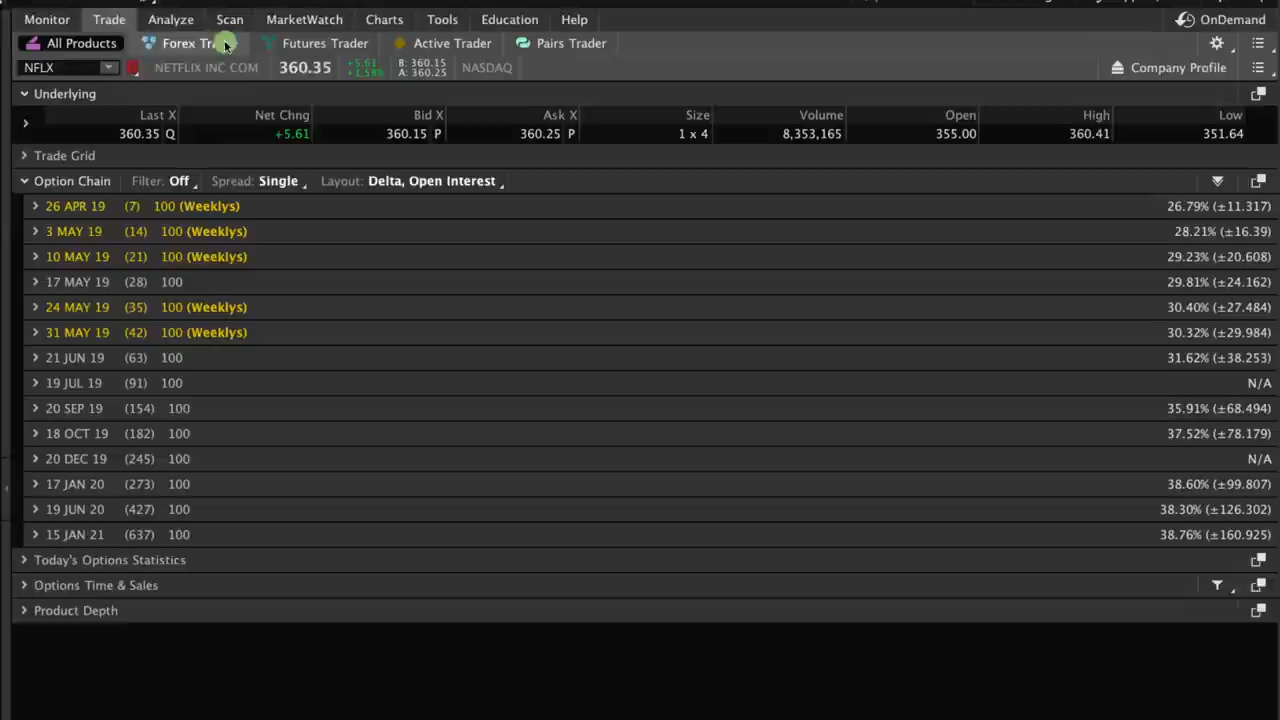 Monitor Trade Analyze Scan MarketWatch Charts Tools Education Help OnDemand
All Products Forex Futures Trader Active Trader Pairs Trader
NFLX NETFLIX INC COM 360.35 +5.61 +1.58% B: 360.15 A: 360.25 NASDAQ Company Profile
Underlying
Last X Net Chng Bid X Ask X Size Volume Open High Low
360.35 Q +5.61 360.15 P 360.25 P 1 x 4 8,353,165 355.00 360.41 351.64
Trade Grid
Option Chain Filter: Off Spread: Single Layout: Delta, Open Interest
26 APR 19 (7) 100 (Weeklys) 26.79% (±11.317)
3 MAY 19 (14) 100 (Weeklys) 28.21% (±16.39)
10 MAY 19 (21) 100 (Weeklys) 29.23% (±20.608)
17 MAY 19 (28) 100 29.81% (±24.162)
24 MAY 19 (35) 100 (Weeklys) 30.40% (±27.484)
31 MAY 19 (42) 100 (Weeklys) 30.32% (±29.984)
21 JUN 19 (63) 100 31.62% (±38.253)
19 JUL 19 (91) 100 N/A
20 SEP 19 (154) 100 35.91% (±68.494)
18 OCT 19 (182) 100 37.52% (±78.179)
20 DEC 19 (245) 100 N/A
17 JAN 20 (273) 100 38.60% (±99.807)
19 JUN 20 (427) 100 38.30% (±126.302)
15 JAN 21 (637) 100 38.76% (±160.925)
Today's Options Statistics
Options Time & Sales
Product Depth